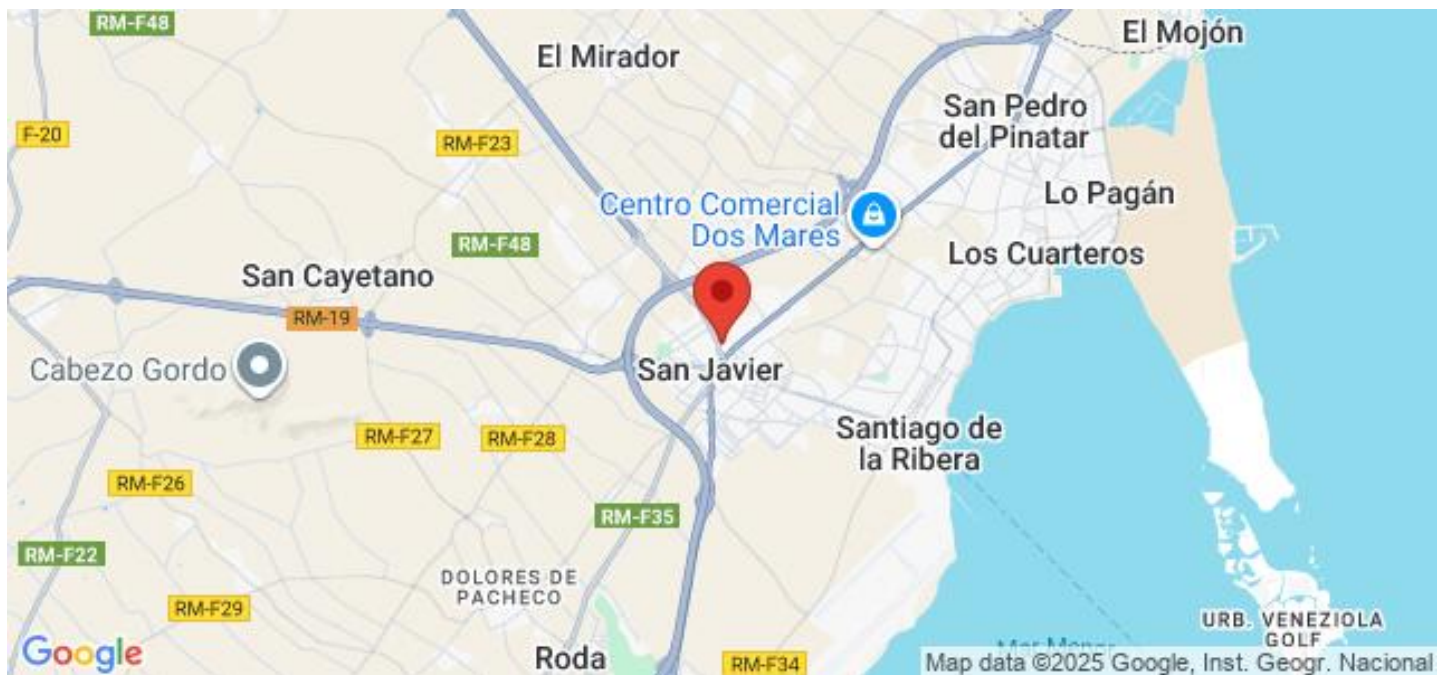 RM-F48
El Mojón
El Mirador
San Pedro
del Pinatar
F-20
RM-F23
Lo Pagán
Centro Comercial
Dos Mares
RM-F48
Los Cuarteros
San Cayetano
RM-19
Cabezo Gordo
San Javier
Santiago de
la Ribera
RM-F27
RM-F28
RM-F26
RM-F35
RM-F22
DOLORES DE
PACHECO
RM-F29
URB. VENEZIOLA
GOLF
Mar Menor
Google
Roda
RM-F34
Map data ©2025 Google, Inst. Geogr. Nacional